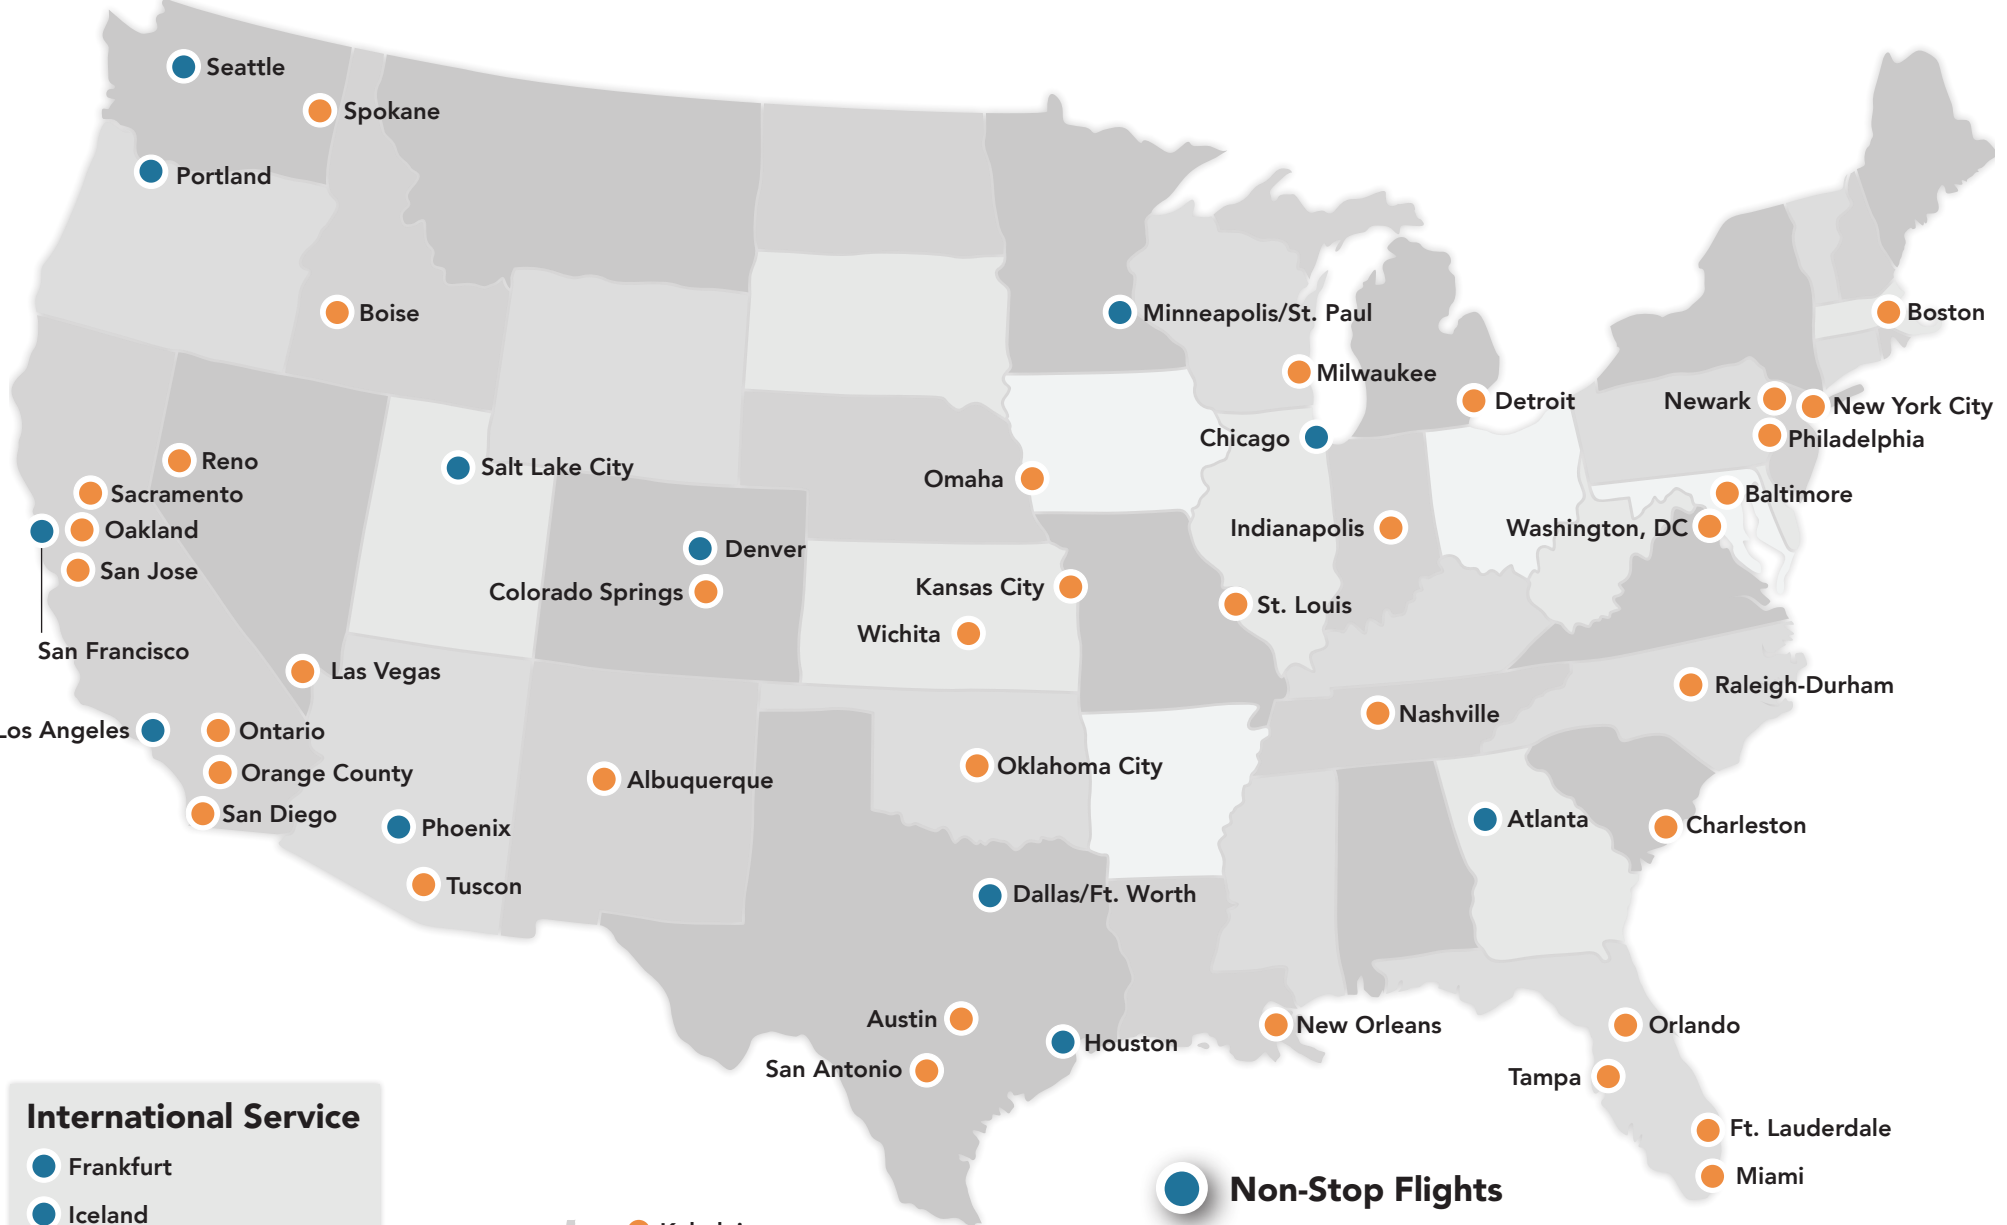 Seattle
Spokane
Portland
Boise
Minneapolis/St. Paul
Boston
Milwaukee
Detroit
Newark
New York City
Chicago
Philadelphia
Reno
Salt Lake City
Omaha
Sacramento
Baltimore
Oakland
Indianapolis
Washington, DC
Denver
San Jose
Colorado Springs
Kansas City
St. Louis
Wichita
San Francisco
Las Vegas
Raleigh-Durham
Nashville
Los Angeles
Ontario
Orange County
Albuquerque
Oklahoma City
San Diego
Phoenix
Atlanta
Charleston
Tuscon
Dallas/Ft. Worth
Austin
New Orleans
Orlando
Houston
San Antonio
Tampa
Ft. Lauderdale
Miami
International Service
Frankfurt
Iceland
Non-Stop Flights